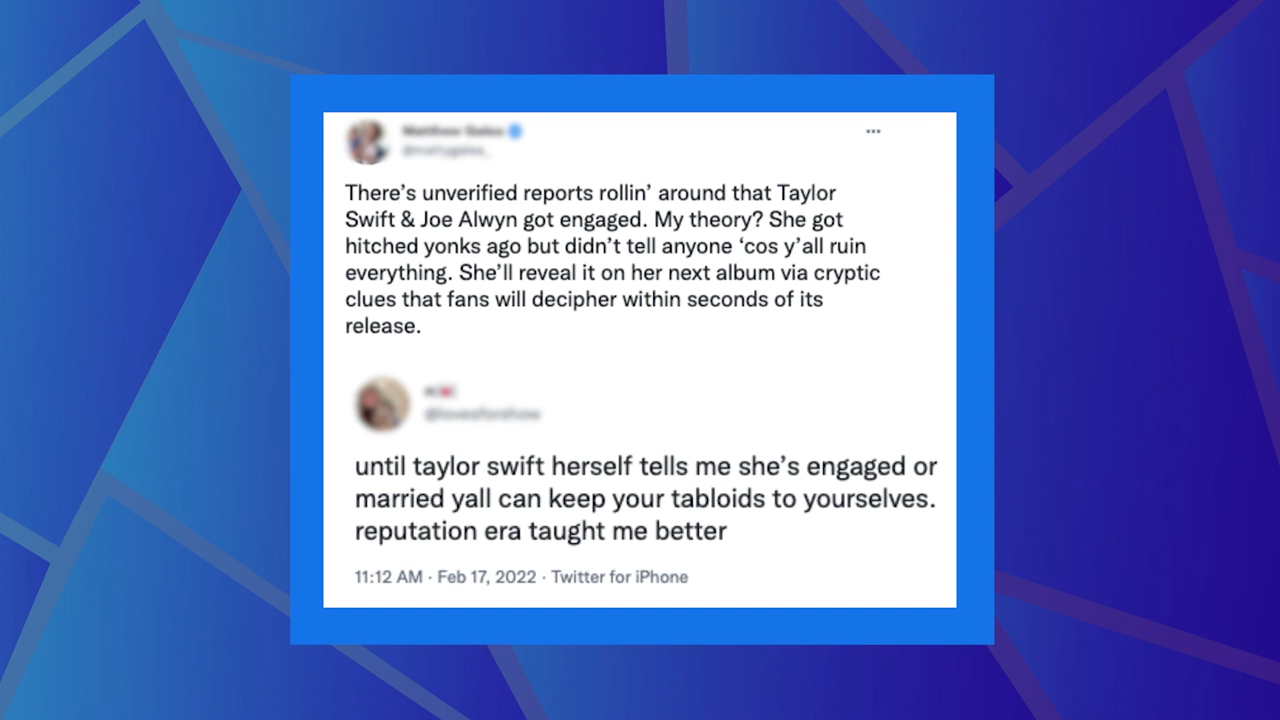 There’s unverified reports rollin’ around that Taylor
Swift & Joe Alwyn got engaged. My theory? She got
hitched yonks ago but didn’t tell anyone ‘cos y’all ruin
everything. She’ll reveal it on her next album via cryptic
clues that fans will decipher within seconds of its
release.
until taylor swift herself tells me she’s engaged or
married yall can keep your tabloids to yourselves.
reputation era taught me better
11:12 AM · Feb 17, 2022 · Twitter for iPhone